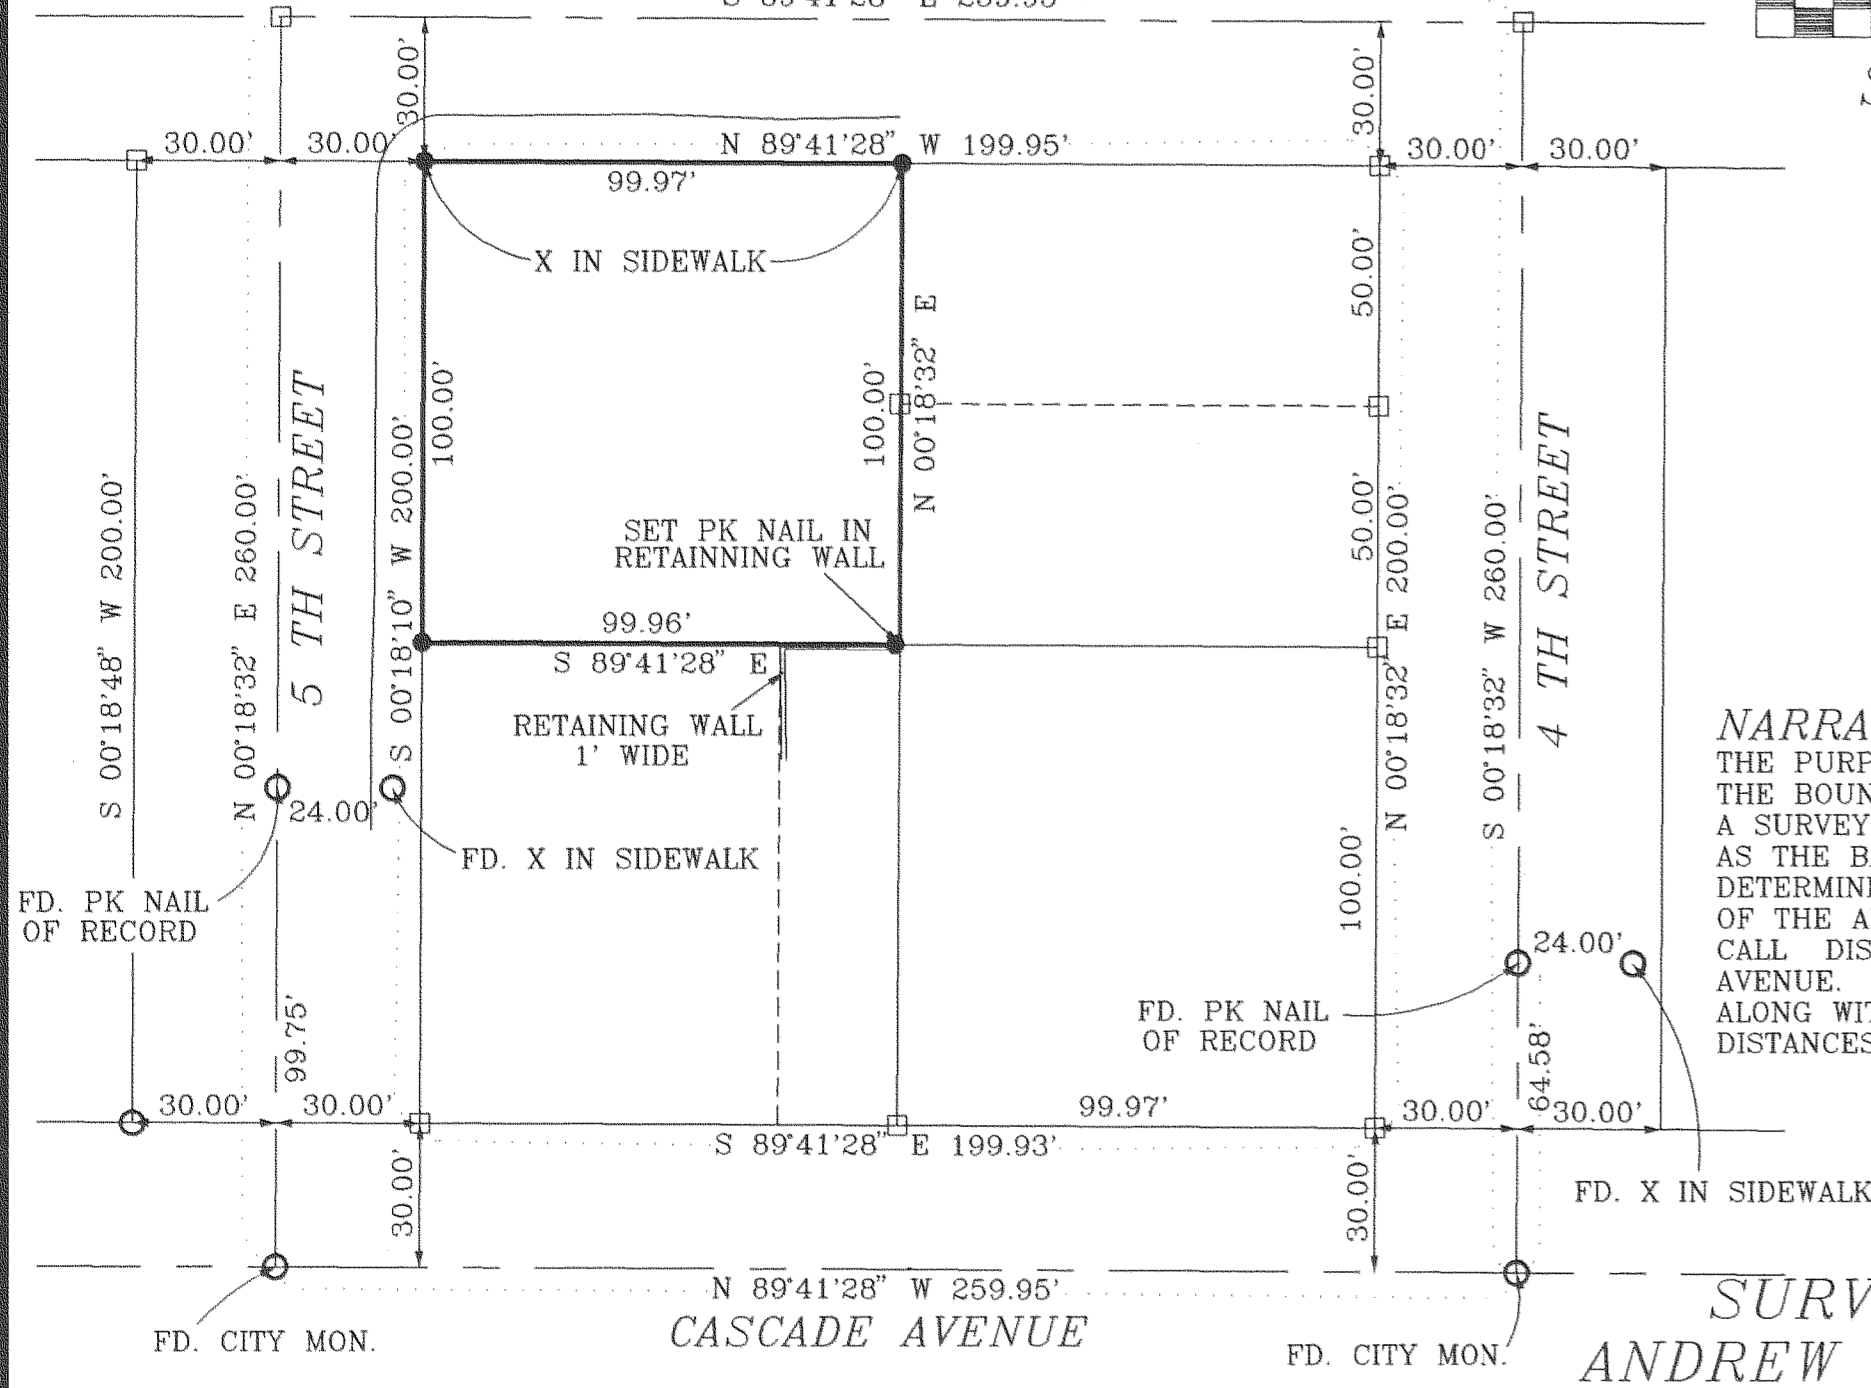 30.00'
30.00'
30.00'
30.00'
N 89°41'28" W 199.95'
30.00'
30.00'
99.97'
X IN SIDEWALK
50.00'
N 00°18'32" E
100.00'
100.00'
5 TH STREET
4 TH STREET
S 00°18'48" W 200.00'
N 00°18'32" E 260.00'
S 00°18'10" W 200.00'
SET PK NAIL IN
RETAINNING WALL
50.00'
N 00°18'32" E 200.00'
S 00°18'32" W 260.00'
99.96'
S 89°41'28" E
RETAINING WALL
1' WIDE
24.00'
FD. X IN SIDEWALK
FD. PK NAIL
OF RECORD
NARRA
THE PURP
THE BOUN
A SURVEY
AS THE BA
DETERMINE
OF THE A
CALL DIS
AVENUE.
ALONG WIT
DISTANCES
100.00'
24.00'
FD. PK NAIL
OF RECORD
99.75'
64.58'
30.00'
30.00'
99.97'
30.00'
30.00'
S 89°41'28" E 199.93'
30.00'
30.00'
FD. X IN SIDEWALK
N 89°41'28" W 259.95'
CASCADE AVENUE
FD. CITY MON.
FD. CITY MON.
SURV
ANDREW